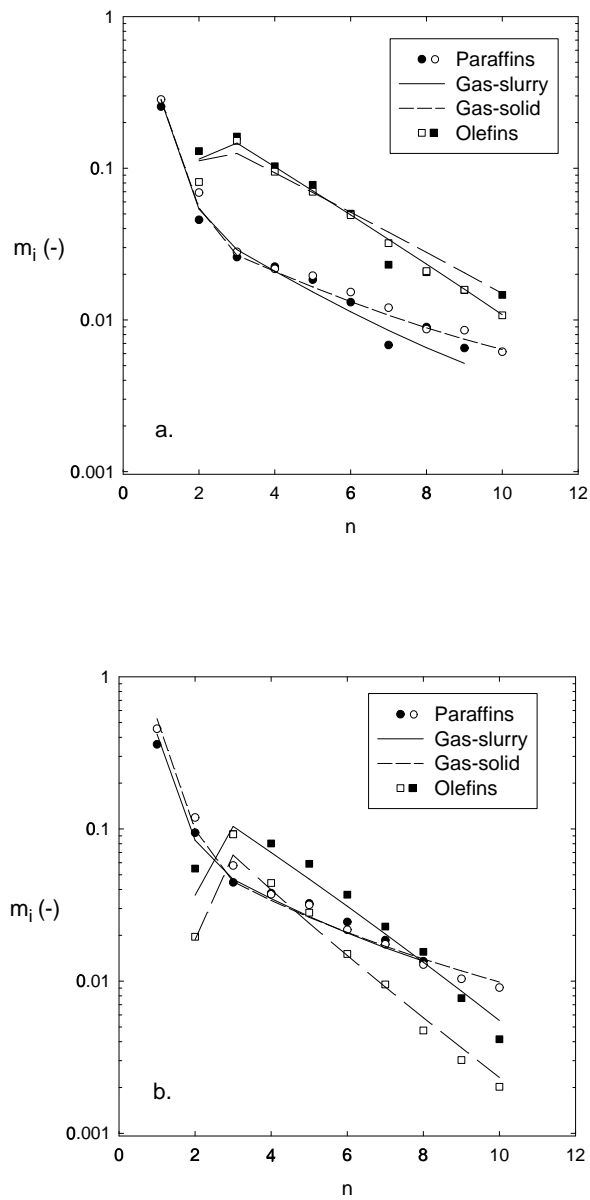 1
Paraffins
Gas-slurry
Gas-solid
Olefins
0.1
mi (-)
0.01
a.
0.001
0 2 4 6 8 10 12
n
1
Paraffins
Gas-slurry
Gas-solid
Olefins
0.1
mi (-)
0.01
b.
0.001
0 2 4 6 8 10 12
n